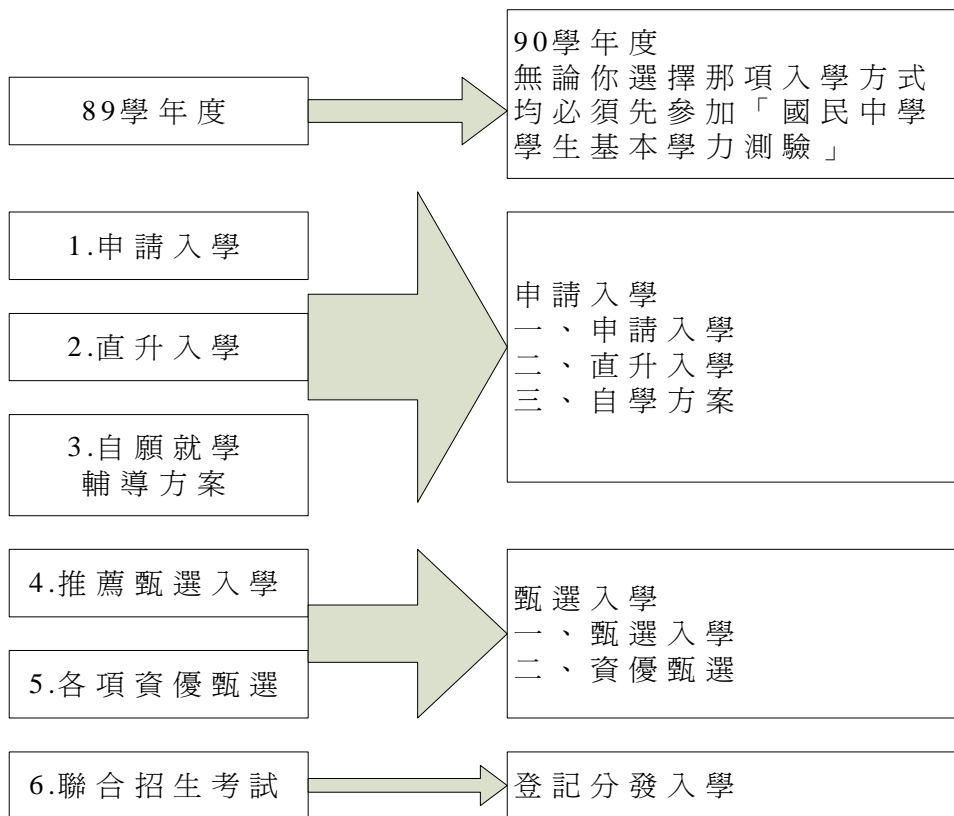 89學年度
90學年度
無論你選擇那項入學方式
均必須先參加「國民中學
學生基本學力測驗」
1.申請入學
2.直升入學
3.自願就學
輔導方案
申請入學
一、申請入學
二、直升入學
三、自學方案
4.推薦甄選入學
5.各項資優甄選
甄選入學
一、甄選入學
二、資優甄選
6.聯合招生考試
登記分發入學